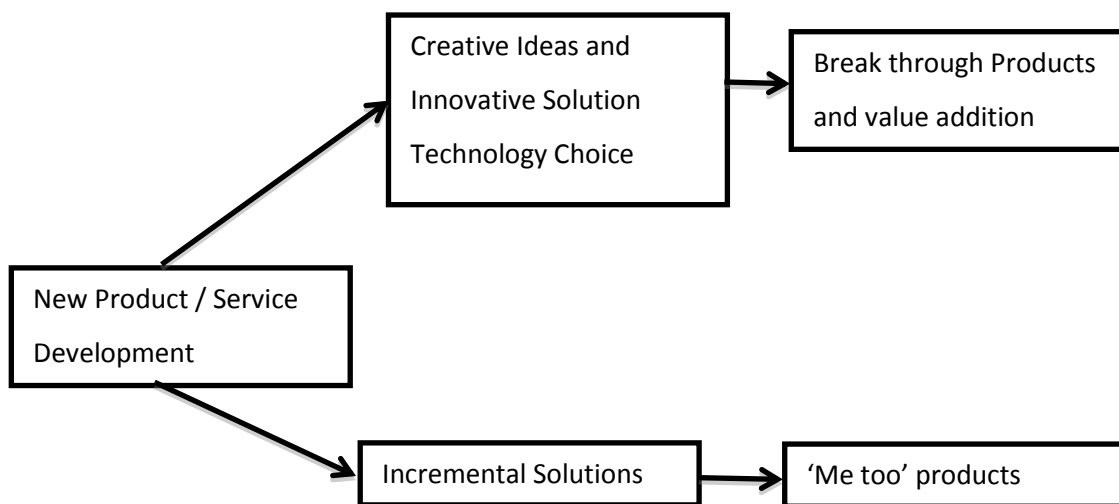 Creative Ideas and
Innovative Solution
Technology Choice
Break through Products
and value addition
New Product / Service
Development
Incremental Solutions
‘Me too’ products